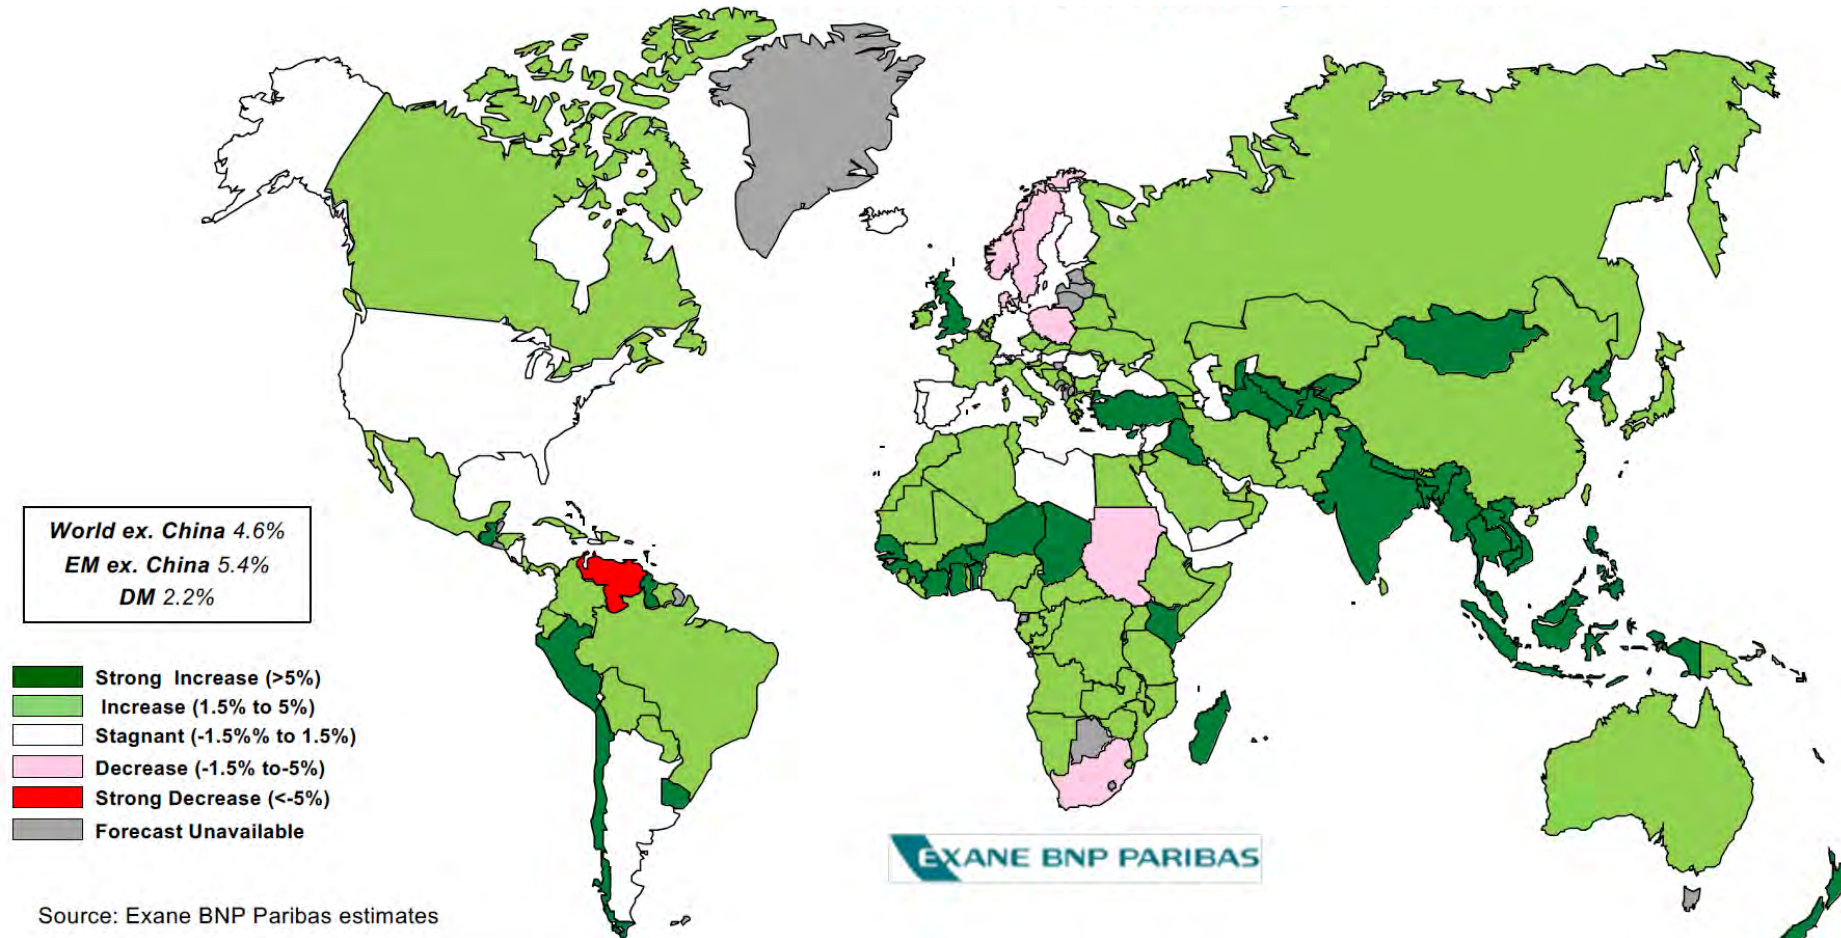 World ex. China 4.6%
EM ex. China 5.4%
DM 2.2%
Strong Increase (>5%)
Increase (1.5% to 5%)
Stagnant (-1.5%% to 1.5%)
Decrease (-1.5% to-5%)
Strong Decrease (<-5%)
Forecast Unavailable
EXANE BNP PARIBAS
Source: Exane BNP Paribas estimates